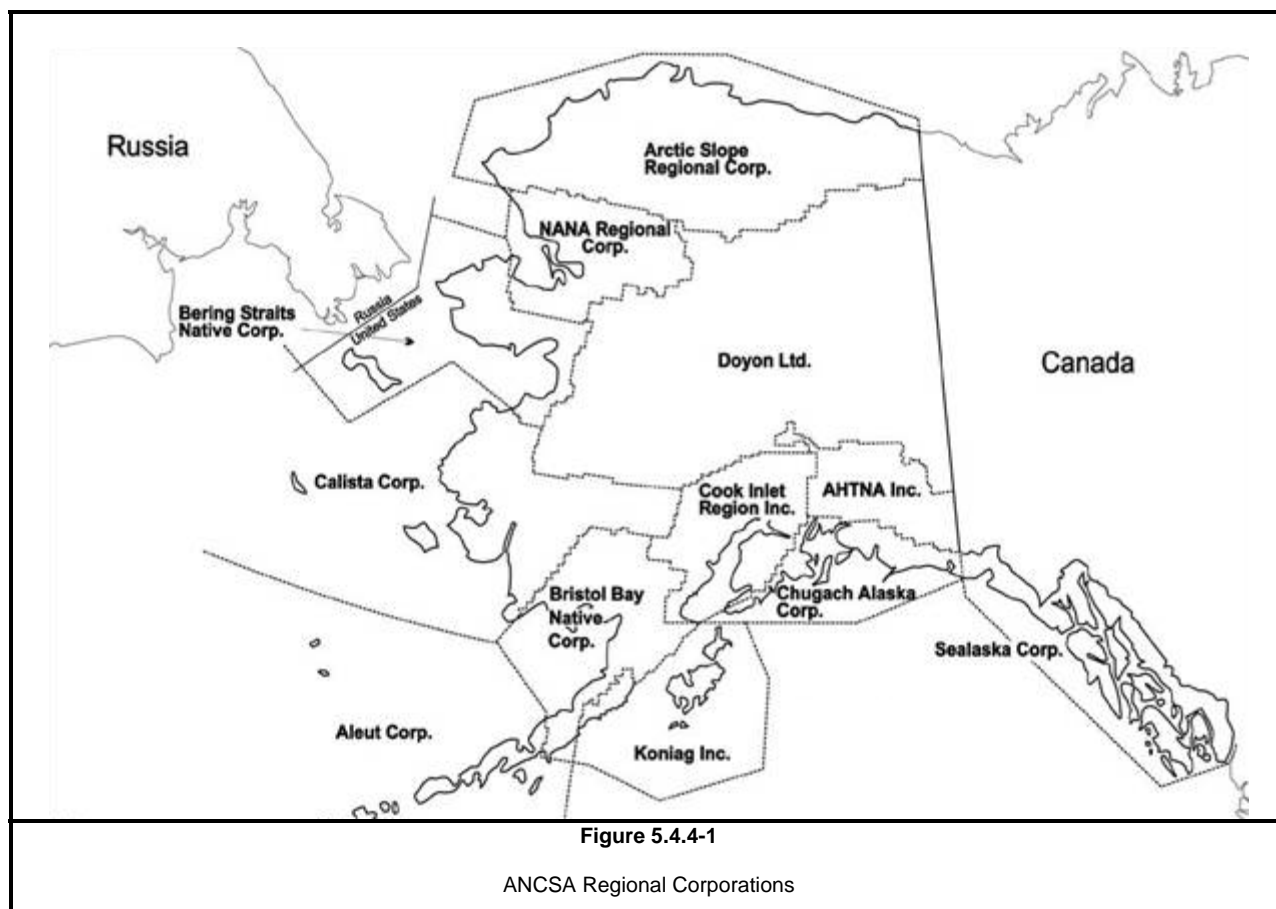 Russia
Arctic Slope
Regional Corp.
NANA Regional
Corp.
Bering Straits
Native Corp.
Russia
United States
Doyon Ltd.
Canada
Calista Corp.
Cook Inlet
Region Inc.
AHTNA Inc.
Bristol Bay
Native
Corp.
Chugach Alaska
Corp.
Sealaska Corp.
Aleut Corp.
Koniag Inc.
Figure 5.4.4-1
ANCSA Regional Corporations